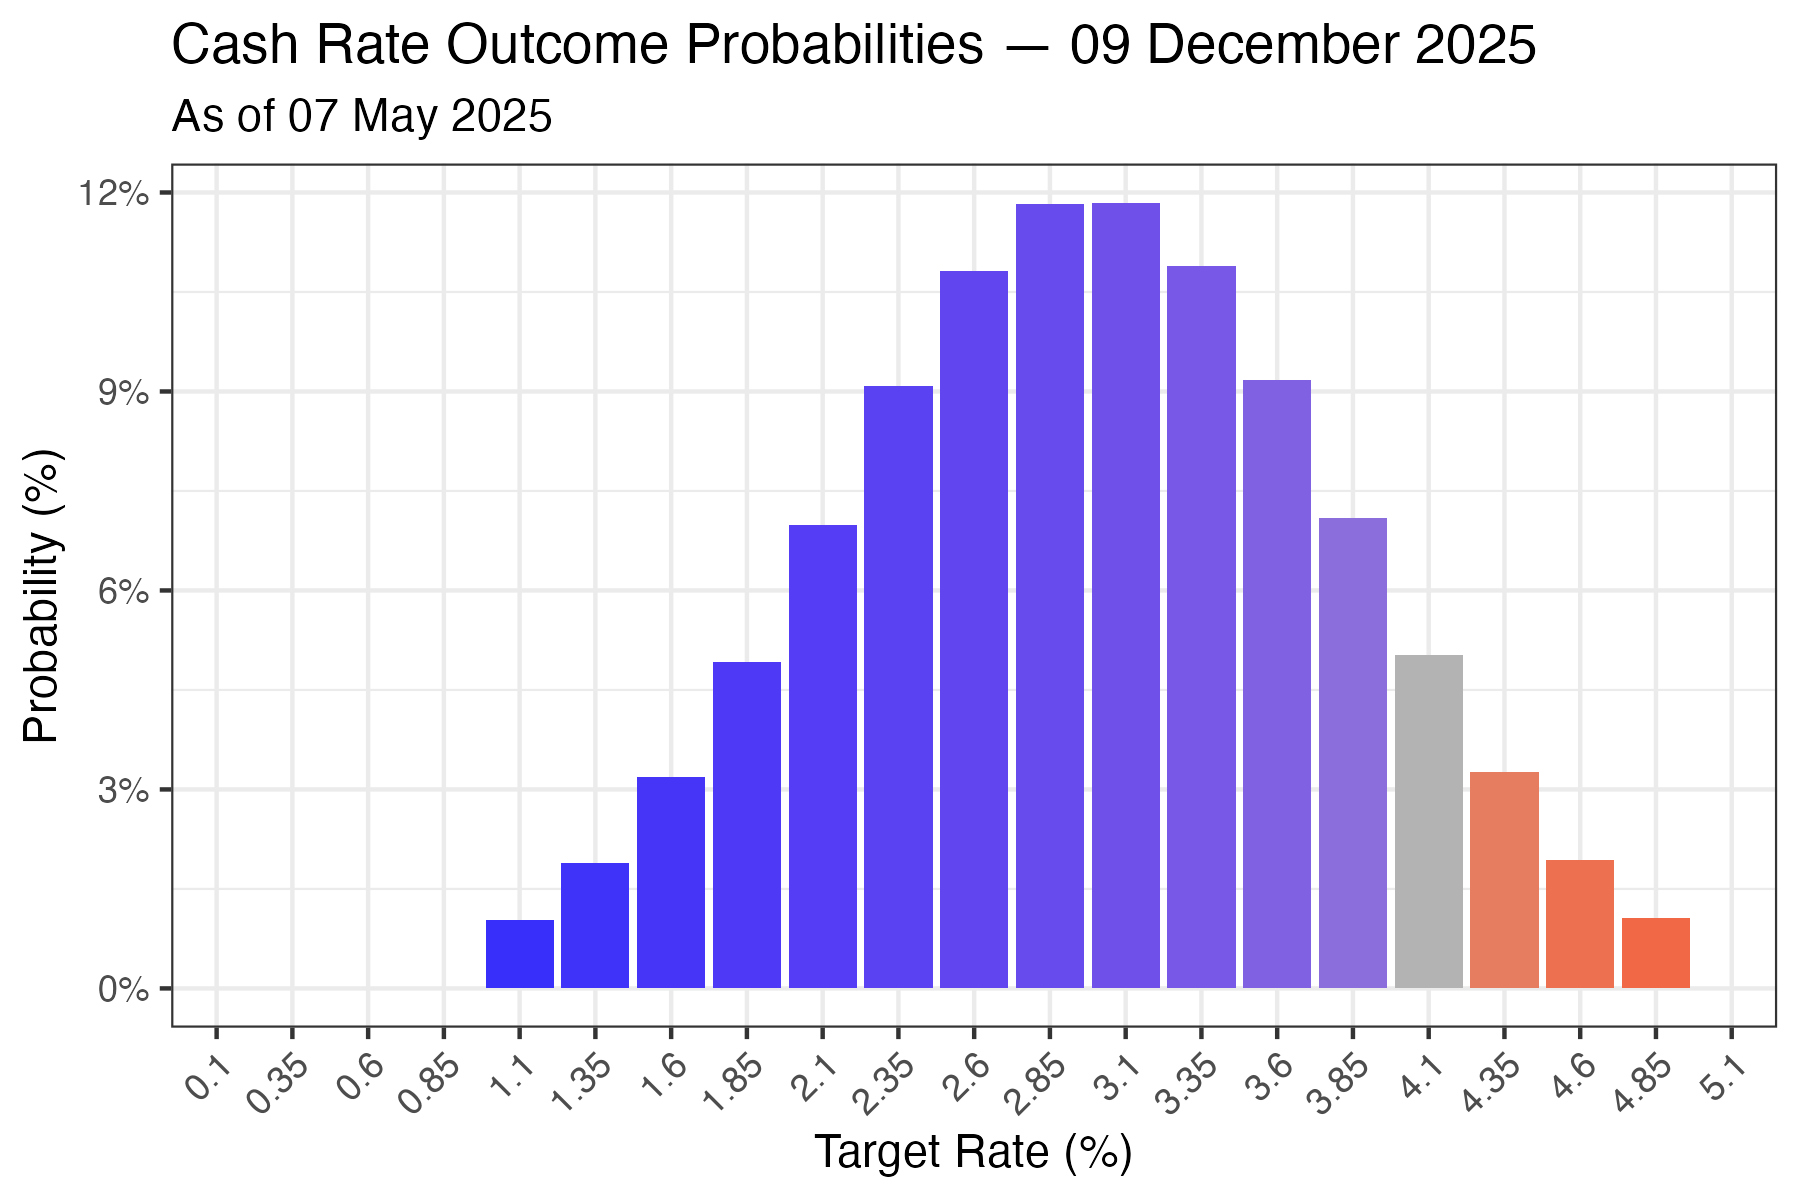 Cash Rate Outcome Probabilities — 09 December 2025
As of 07 May 2025
Probability (%)
12%
9%
6%
3%
0%
0.1 0.35 0.6 0.85 1.1 1.35 1.6 1.85 2.1 2.35 2.6 2.85 3.1 3.35 3.6 3.85 4.1 4.35 4.6 4.85 5.1
Target Rate (%)